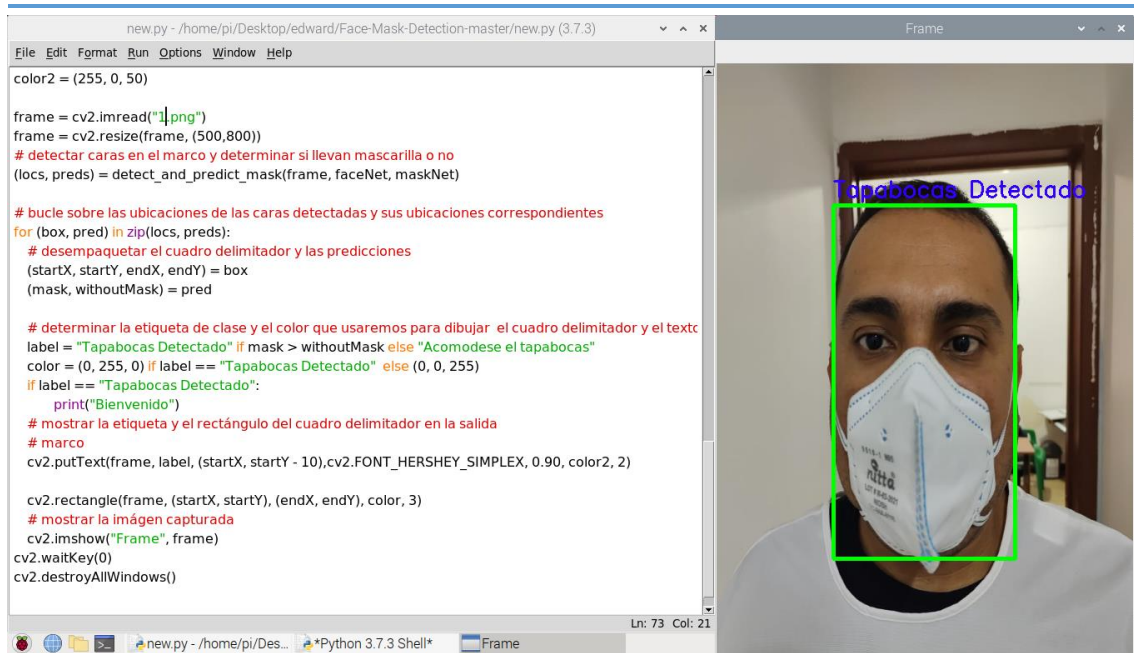 new.py - /home/pi/Desktop/edward/Face-Mask-Detection-master/new.py (3.7.3)
File Edit Format Run Options Window Help
color2 = (255, 0, 50)
frame = cv2.imread("1.png")
frame = cv2.resize(frame, (500,800))
# detectar caras en el marco y determinar si llevan mascarilla o no
(locs, preds) = detect_and_predict_mask(frame, faceNet, maskNet)
# bucle sobre las ubicaciones de las caras detectadas y sus ubicaciones correspondientes
for (box, pred) in zip(locs, preds):
# desempaquetar el cuadro delimitador y las predicciones
(startX, startY, endX, endY) = box
(mask, withoutMask) = pred
# determinar la etiqueta de clase y el color que usaremos para dibujar el cuadro delimitador y el texto
label = "Tapabocas Detectado" if mask > withoutMask else "Acomodese el tapabocas"
color = (0, 255, 0) if label == "Tapabocas Detectado" else (0, 0, 255)
if label == "Tapabocas Detectado":
print("Bienvenido")
# mostrar la etiqueta y el rectángulo del cuadro delimitador en la salida
# marco
cv2.putText(frame, label, (startX, startY - 10),cv2.FONT_HERSHEY_SIMPLEX, 0.90, color2, 2)
cv2.rectangle(frame, (startX, startY), (endX, endY), color, 3)
# mostrar la imágen capturada
cv2.imshow("Frame", frame)
cv2.waitKey(0)
cv2.destroyAllWindows()
Ln: 73 Col: 21
new.py - /home/pi/Des...
*Python 3.7.3 Shell*
Frame
Frame
Tapabocas Detectado
nitta